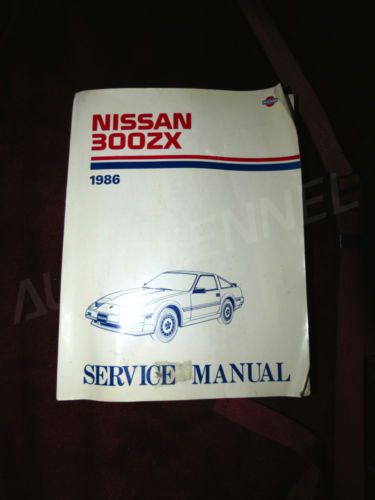 NISSAN
300ZX
1986
SERVICE MANUAL